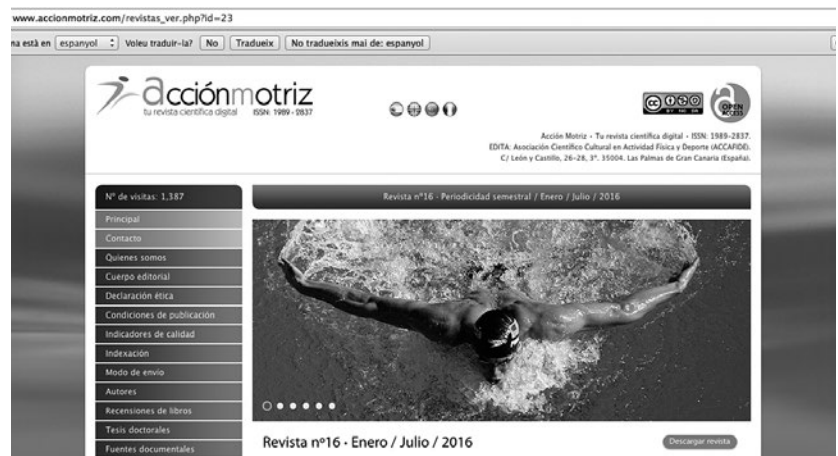 www.accionmotriz.com/revistas_ver.php?id=23
na està en espanyol Voleu traduir-la? No Tradueix No tradueixis mai de: espanyol
acciónmotriz
tu revista científica digital ISSN: 1989-2837
BY NC ND
OPEN ACCESS
Acción Motriz · Tu revista científica digital · ISSN: 1989-2837.
EDITA: Asociación Científico Cultural en Actividad Física y Deporte (ACCAFIDE).
C/ León y Castillo, 26-28, 3º. 35004. Las Palmas de Gran Canaria (España).
Nº de visitas: 1,387
Revista nº16 - Periodicidad semestral / Enero / Julio / 2016
Principal
Contacto
Quienes somos
Cuerpo editorial
Declaración ética
Condiciones de publicación
Indicadores de calidad
Indexación
Modo de envío
Autores
Recensiones de libros
Tesis doctorales
Fuentes documentales
Revista nº16 · Enero / Julio / 2016
Descargar revista